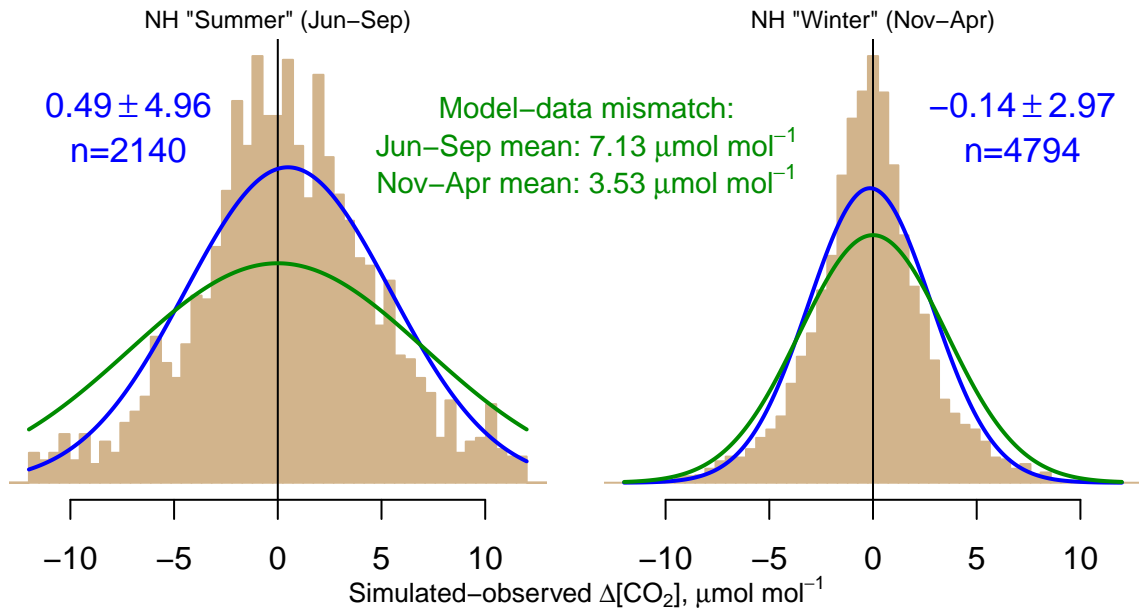 NH "Summer" (Jun−Sep)
NH "Winter" (Nov−Apr)
0.49 ± 4.96
n=2140
Model−data mismatch:
Jun−Sep mean: 7.13 μmol mol⁻¹
Nov−Apr mean: 3.53 μmol mol⁻¹
−0.14 ± 2.97
n=4794
−10 −5 0 5 10
−10 −5 0 5 10
Simulated−observed Δ[CO₂], μmol mol⁻¹